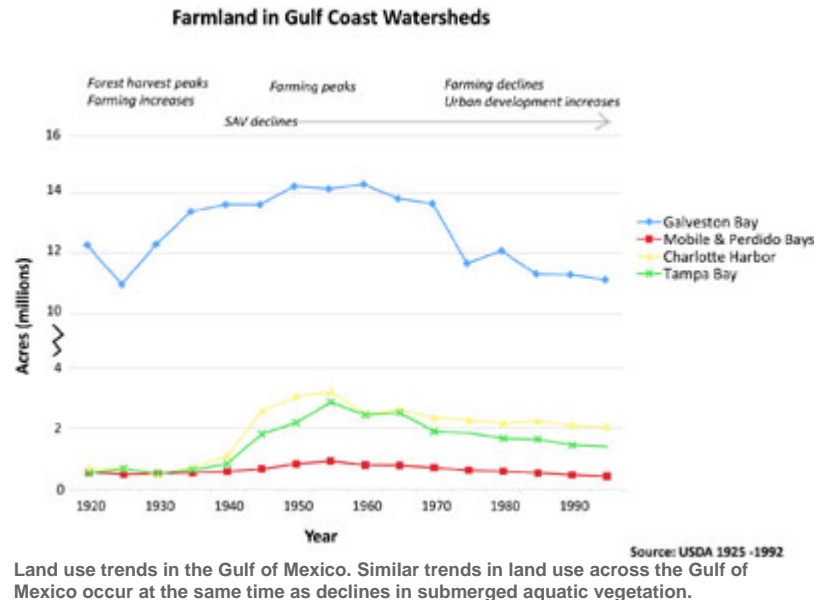 Farmland in Gulf Coast Watersheds
Forest harvest peaks
Farming increases
Farming peaks
Farming declines
Urban development increases
SAV declines
16
14
12
10
4
2
0
Acres (millions)
1920 1930 1940 1950 1960 1970 1980 1990
Year
Galveston Bay
Mobile & Perdido Bays
Charlotte Harbor
Tampa Bay
Source: USDA 1925 -1992
Land use trends in the Gulf of Mexico. Similar trends in land use across the Gulf of
Mexico occur at the same time as declines in submerged aquatic vegetation.